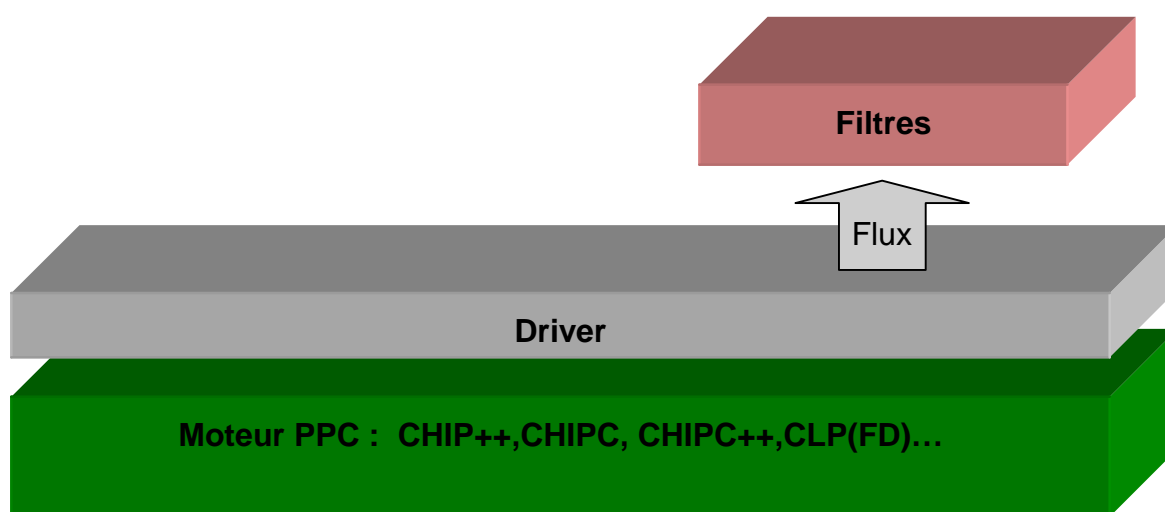 Filtres
Flux
Driver
Moteur PPC :  CHIP++,CHIPC, CHIPC++,CLP(FD)…